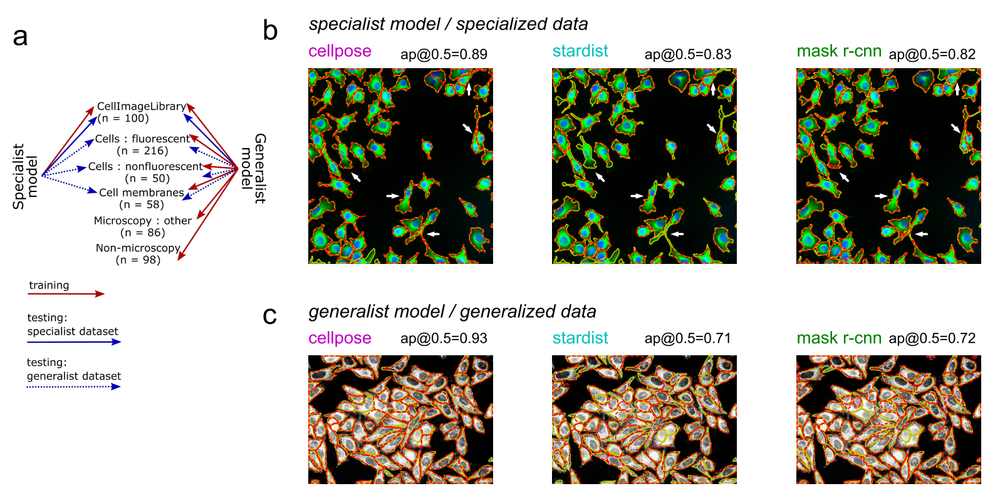 a
Specialist
model
CellImageLibrary
(n = 100)
Cells : fluorescent
(n = 216)
Cells : nonfluorescent
(n = 50)
Cell membranes
(n = 58)
Microscopy : other
(n = 86)
Non-microscopy
(n = 98)
Generalist
model
training
testing:
specialist dataset
testing:
generalist dataset
b
specialist model / specialized data
cellpose ap@0.5=0.89
stardist ap@0.5=0.83
mask r-cnn ap@0.5=0.82
c
generalist model / generalized data
cellpose ap@0.5=0.93
stardist ap@0.5=0.71
mask r-cnn ap@0.5=0.72